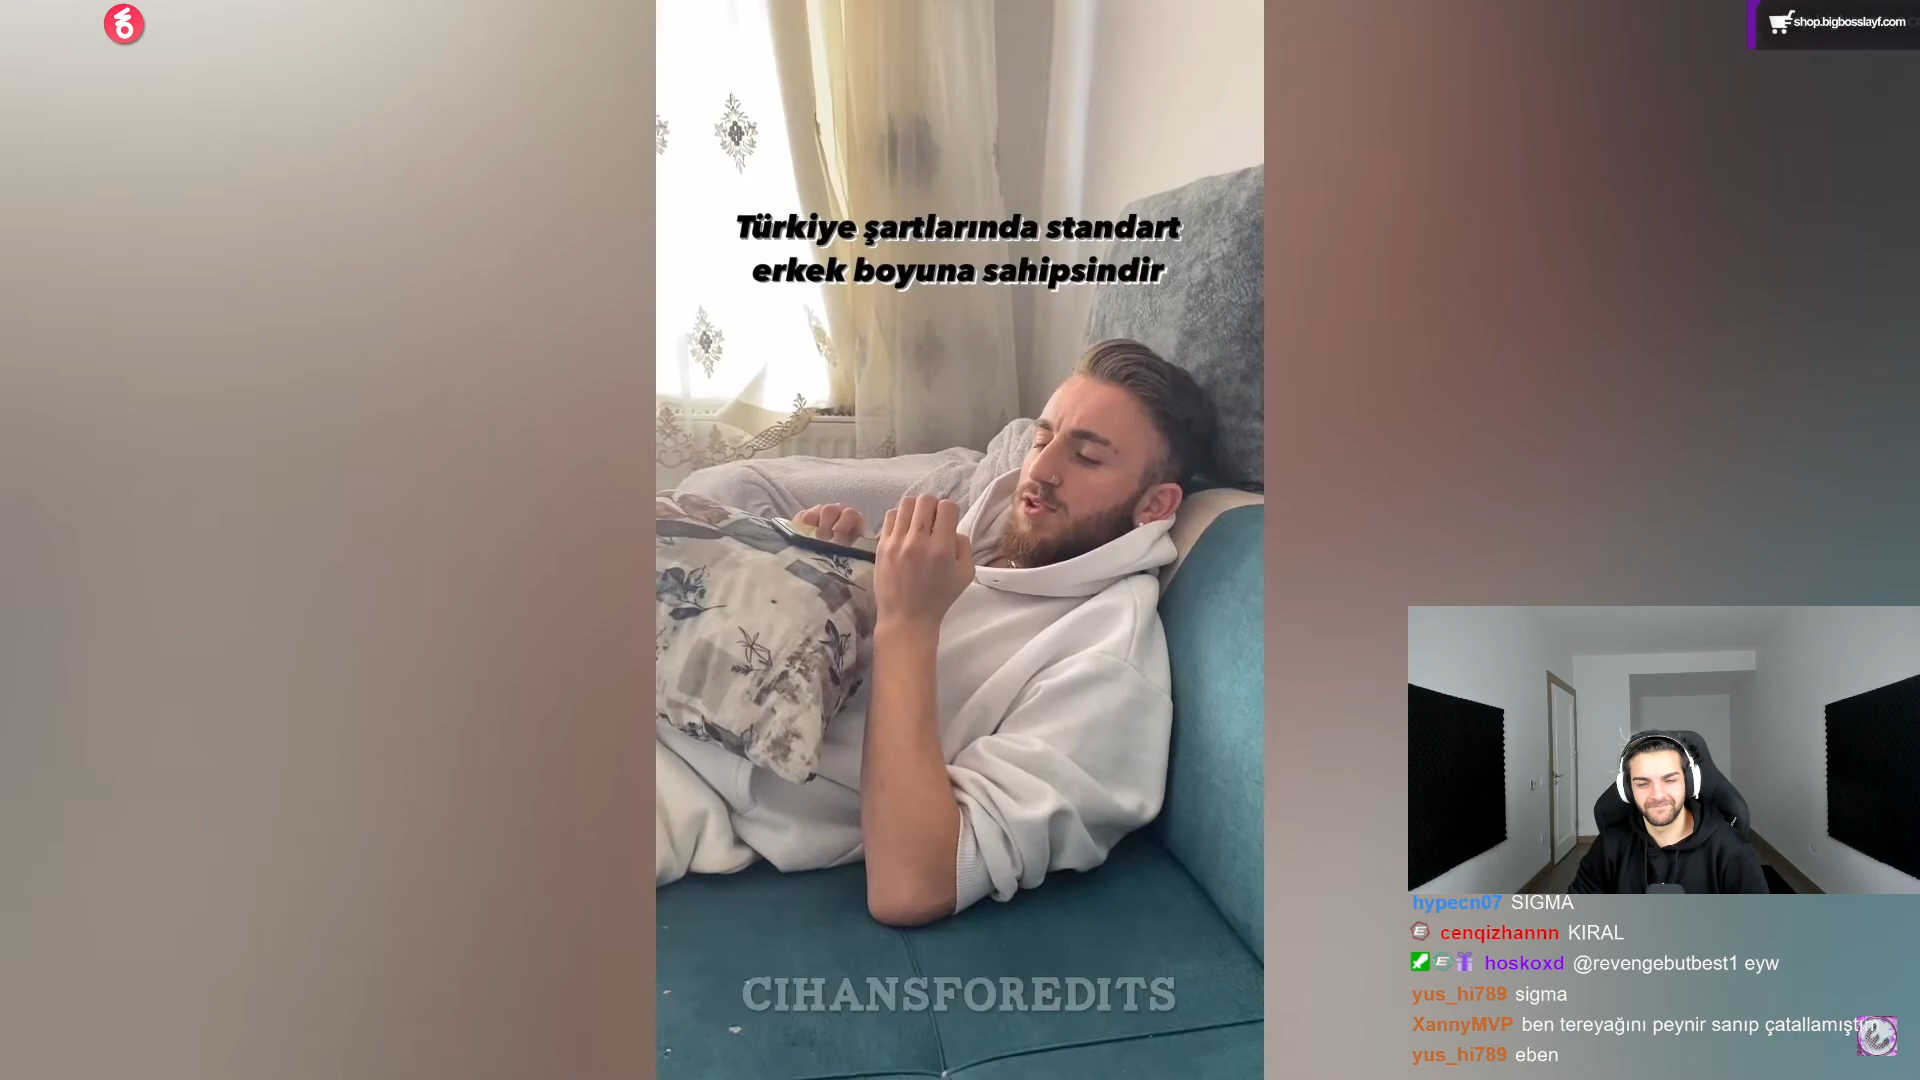 shop.bigbosslayf.com
Türkiye şartlarında standart
erkek boyuna sahipsindir
CIHANSFOREDITS
hypecn07 SIGMA
cenqizhannn KIRAL
hoskoxd @revengebutbest1 eyw
yus_hi789 sigma
XannyMVP ben tereyağını peynir sanıp çatallamıştım
yus_hi789 eben